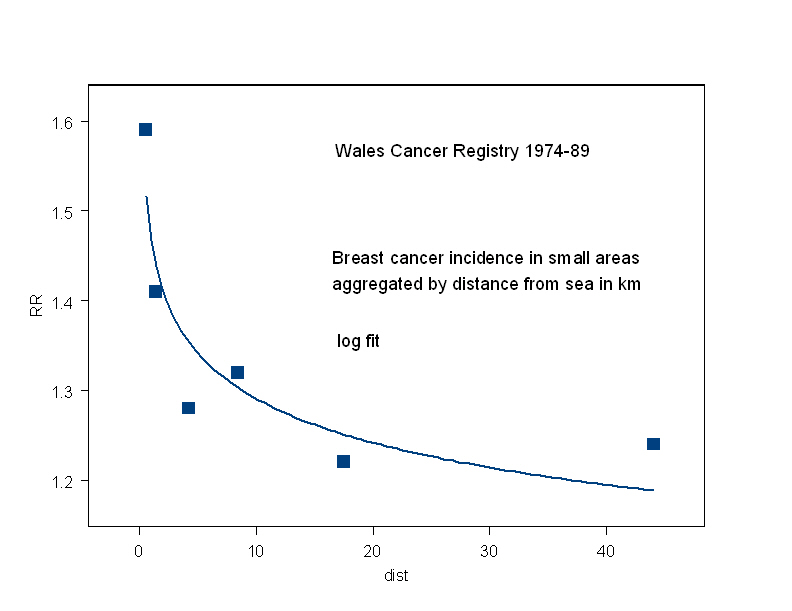 Wales Cancer Registry 1974-89
Breast cancer incidence in small areas
aggregated by distance from sea in km
log fit
RR
1.6
1.5
1.4
1.3
1.2
0 10 20 30 40
dist